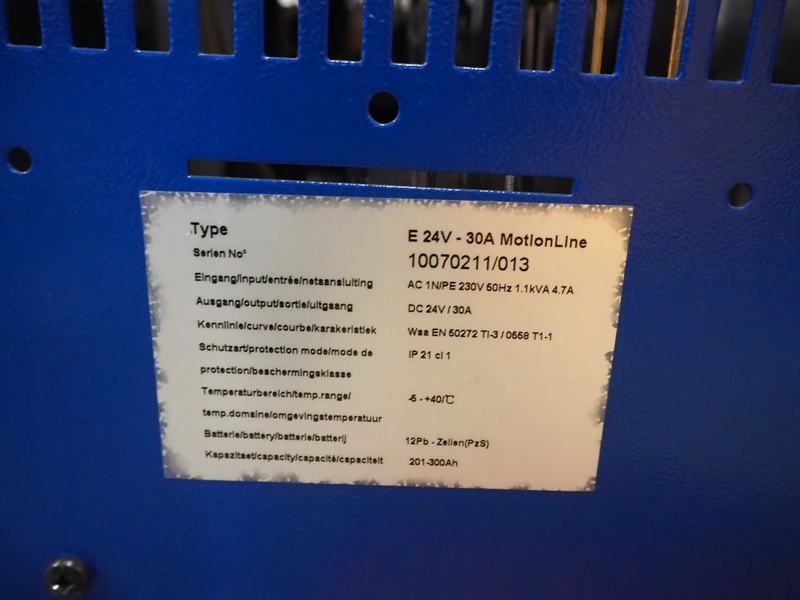 Type E 24V - 30A MotionLine
Serien No° 10070211/013
Eingang/input/entrée/netaansluiting AC 1N/PE 230V 50Hz 1.1kVA 4.7A
Ausgang/output/sortie/uitgaang DC 24V / 30A
Kennlinie/curve/courbe/karakeristiek Wsa EN 50272 TI-3 / 0558 T1-1
Schutzart/protection mode/mode de IP 21 cl 1
protection/beschermingsklasse
Temperaturbereich/temp.range/ -5 - +40/℃
temp.domaine/omgevingstemperatuur
Batterie/battery/batterie/batterij 12Pb - Zellen(PzS)
Kapazitaet/capacity/capacité/capaciteit 201-300Ah